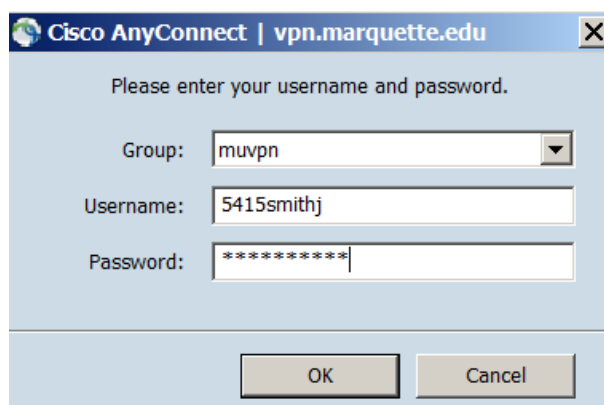 Cisco AnyConnect | vpn.marquette.edu
Please enter your username and password.
Group: muvpn
Username: 5415smithj
Password: **********
OK Cancel